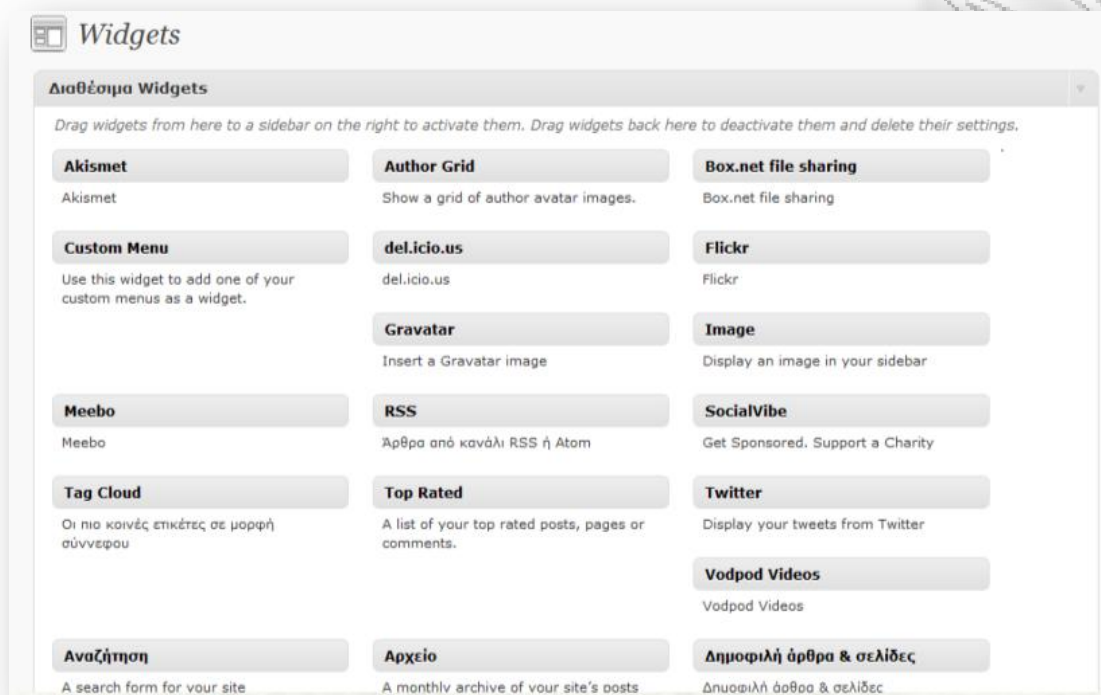 Widgets
Διαθέσιμα Widgets
Drag widgets from here to a sidebar on the right to activate them. Drag widgets back here to deactivate them and delete their settings.
Akismet
Akismet
Author Grid
Show a grid of author avatar images.
Box.net file sharing
Box.net file sharing
Custom Menu
Use this widget to add one of your
custom menus as a widget.
del.icio.us
del.icio.us
Flickr
Flickr
Gravatar
Insert a Gravatar image
Image
Display an image in your sidebar
Meebo
Meebo
RSS
Άρθρα από κανάλι RSS ή Atom
SocialVibe
Get Sponsored. Support a Charity
Tag Cloud
Οι πιο κοινές ετικέτες σε μορφή
σύννεφου
Top Rated
A list of your top rated posts, pages or
comments.
Twitter
Display your tweets from Twitter
Vodpod Videos
Vodpod Videos
Αναζήτηση
A search form for your site
Αρχείο
A monthly archive of your site's posts
Δημοφιλή άρθρα & σελίδες
Δημοφιλή άρθρα & σελίδες